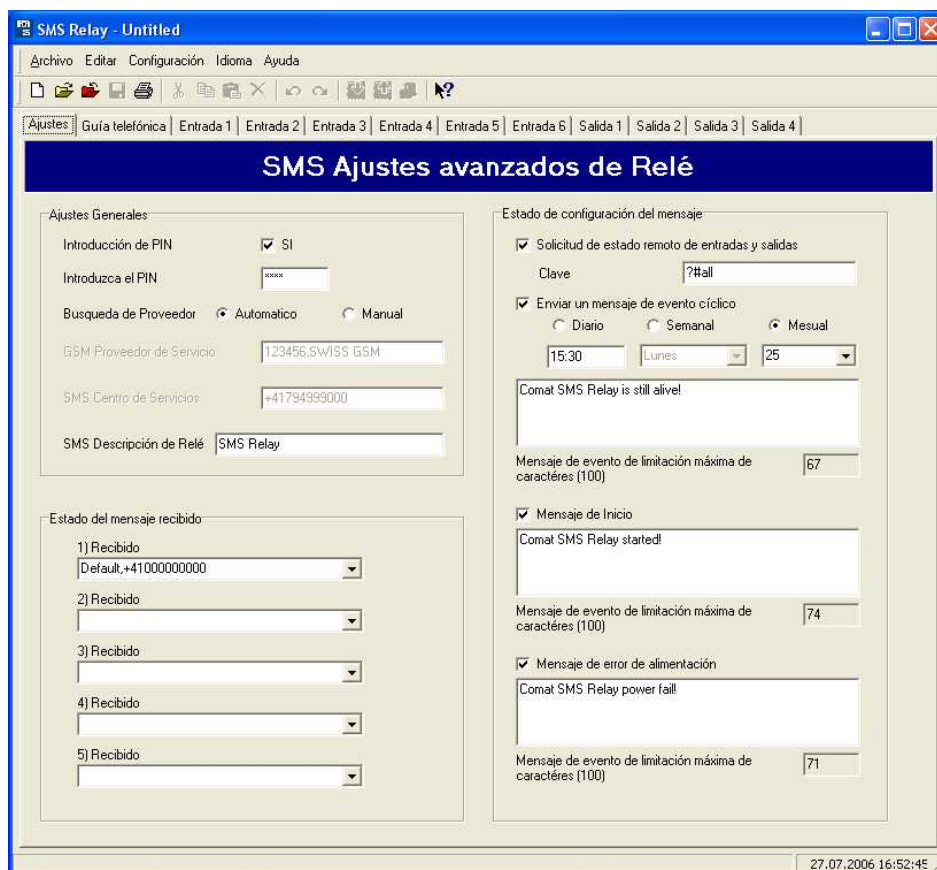 SMS Relay - Untitled
Archivo Editar Configuración Idioma Ayuda
Ajustes Guía telefónica Entrada 1 Entrada 2 Entrada 3 Entrada 4 Entrada 5 Entrada 6 Salida 1 Salida 2 Salida 3 Salida 4
SMS Ajustes avanzados de Relé
Ajustes Generales
Introducción de PIN SI
Introduzca el PIN ****
Busqueda de Proveedor Automatico Manual
GSM Proveedor de Servicio 123456,SWISS GSM
SMS Centro de Servicios +41794999000
SMS Descripción de Relé SMS Relay
Estado del mensaje recibido
1) Recibido
Default,+41000000000
2) Recibido
3) Recibido
4) Recibido
5) Recibido
Estado de configuración del mensaje
Solicitud de estado remoto de entradas y salidas
Clave ?#all
Enviar un mensaje de evento cíclico
Diario Semanal Mesual
15:30 Lunes 25
Comat SMS Relay is still alive!
Mensaje de evento de limitación máxima de
caractéres (100)
67
Mensaje de Inicio
Comat SMS Relay started!
Mensaje de evento de limitación máxima de
caractéres (100)
74
Mensaje de error de alimentación
Comat SMS Relay power fail!
Mensaje de evento de limitación máxima de
caractéres (100)
71
27.07.2006 16:52:45